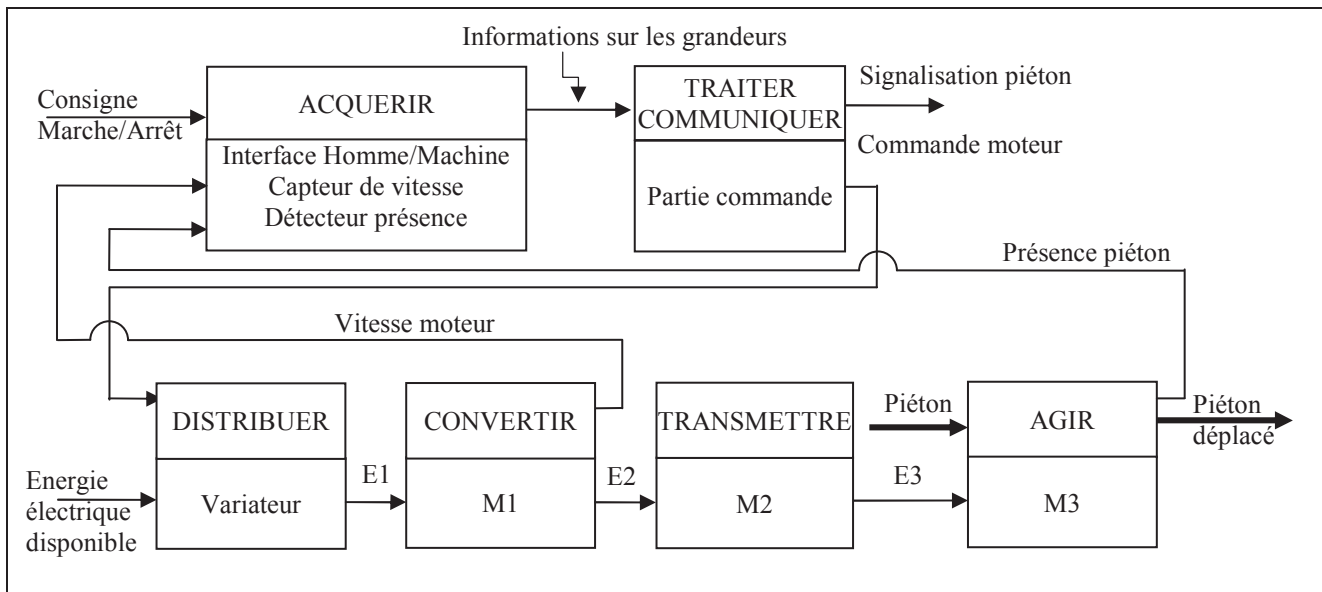 Informations sur les grandeurs
Consigne
Marche/Arrêt
ACQUERIR
Interface Homme/Machine
Capteur de vitesse
Détecteur présence
TRAITER
COMMUNIQUER
Partie commande
Signalisation piéton
Commande moteur
Présence piéton
Vitesse moteur
Energie
électrique
disponible
DISTRIBUER
Variateur
E1
CONVERTIR
M1
E2
TRANSMETTRE
M2
Piéton
E3
AGIR
M3
Piéton
déplacé